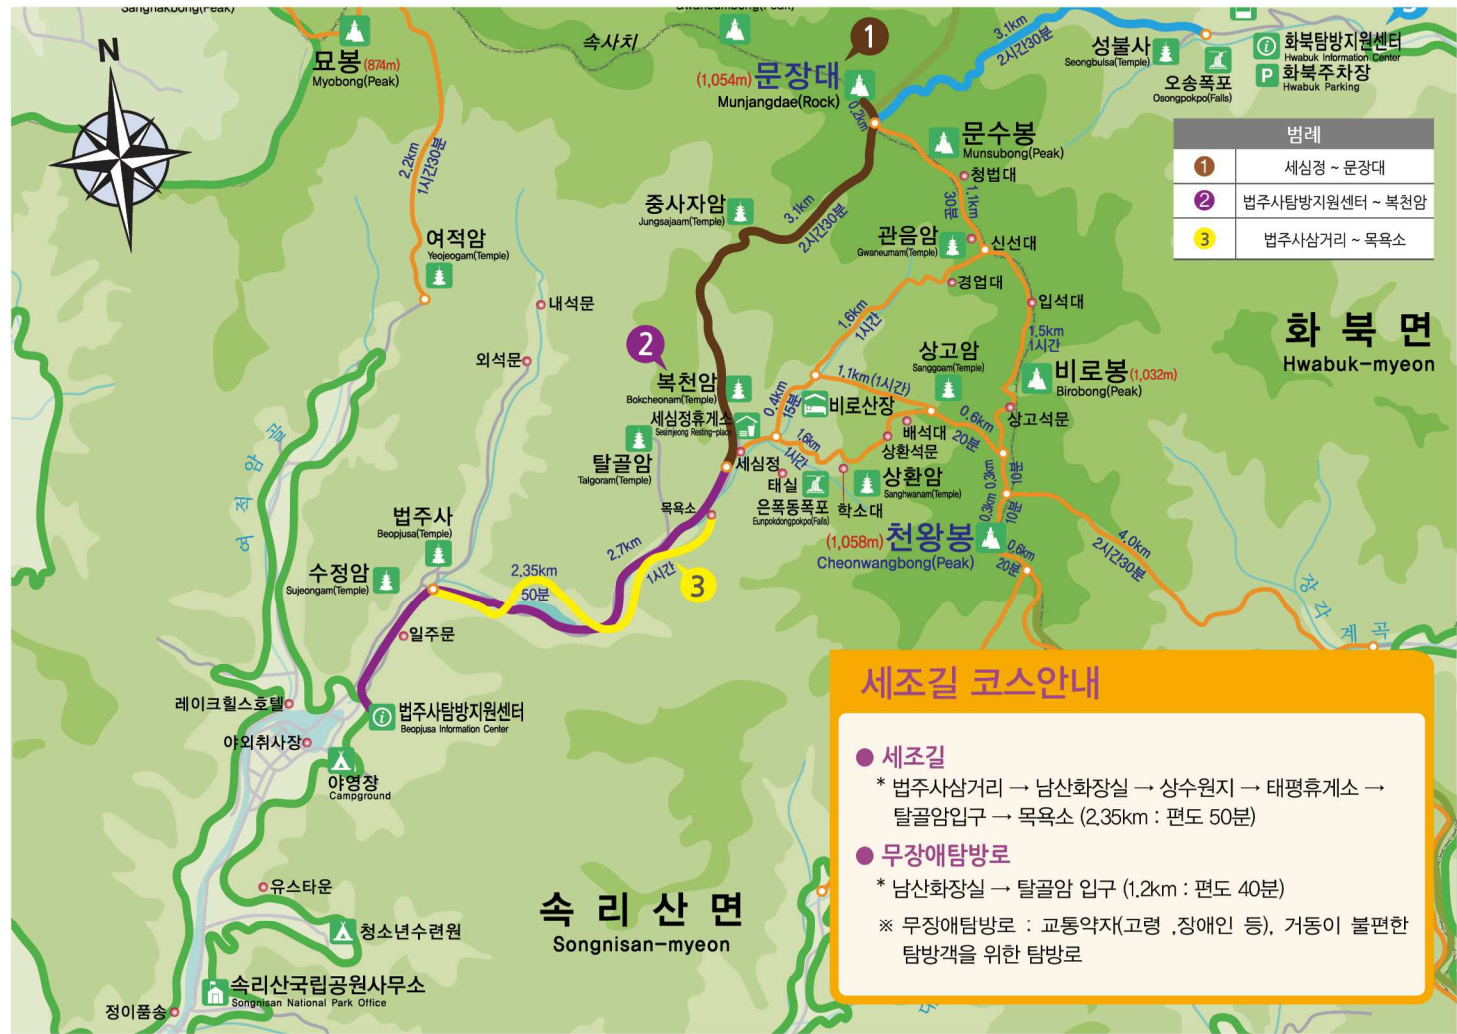 Sanghakbong(Peak)
Gwaneumbong(Peak)
N
묘봉(874m)
Myobong(Peak)
속사치
1
(1,054m) 문장대
Munjangdae(Rock)
0.2km
3.1km
2시간30분
성불사
Seongbulsa(Temple)
오송폭포
Osongpokpo(Falls)
화북탐방지원센터
Hwabuk Information Center
P 화북주차장
Hwabuk Parking
범례
1 세심정 ~ 문장대
2 법주사탐방지원센터 ~ 복천암
3 법주사삼거리 ~ 목욕소
문수봉
Munsubong(Peak)
청법대
1.1km
30분
2.2km
1시간30분
중사자암
Jungsajaam(Temple)
3.1km
2시간30분
관음암
Gwaneumam(Temple)
신선대
경업대
입석대
여적암
Yeojeogam(Temple)
내석문
외석문
1.6km
1시간
1.5km
1시간
화북면
Hwabuk-myeon
2
복천암
Bokcheonam(Temple)
세심정휴게소
Sesimjeong Resting-place
상고암
Sanggoam(Temple)
비로봉(1,032m)
Birobong(Peak)
1.1km(1시간)
0.4km
15분
비로산장
0.6km
20분
상고석문
배석대
상환석문
1.6km
1시간
탈골암
Talgoram(Temple)
세심정
태실
은폭동폭포
Eunpokdongpokpo(Falls)
학소대
상환암
Sanghwanam(Temple)
0.3km
10분
0.3km
10분
목욕소
여적암골
법주사
Beopjusa(Temple)
(1,058m) 천왕봉
Cheonwangbong(Peak)
0.6km
20분
4.0km
2시간30분
2.7km
1시간
2.35km
50분
3
수정암
Sujeongam(Temple)
일주문
장각계곡
레이크힐스호텔
법주사탐방지원센터
Beopjusa Information Center
야외취사장
야영장
Campground
유스타운
청소년수련원
속리산면
Songnisan-myeon
속리산국립공원사무소
Songnisan National Park Office
정이품송
세조길 코스안내
● 세조길
* 법주사삼거리 → 남산화장실 → 상수원지 → 태평휴게소 →
탈골암입구 → 목욕소 (2.35km : 편도 50분)
● 무장애탐방로
* 남산화장실 → 탈골암 입구 (1.2km : 편도 40분)
※ 무장애탐방로 : 교통약자(고령 ,장애인 등), 거동이 불편한
탐방객을 위한 탐방로